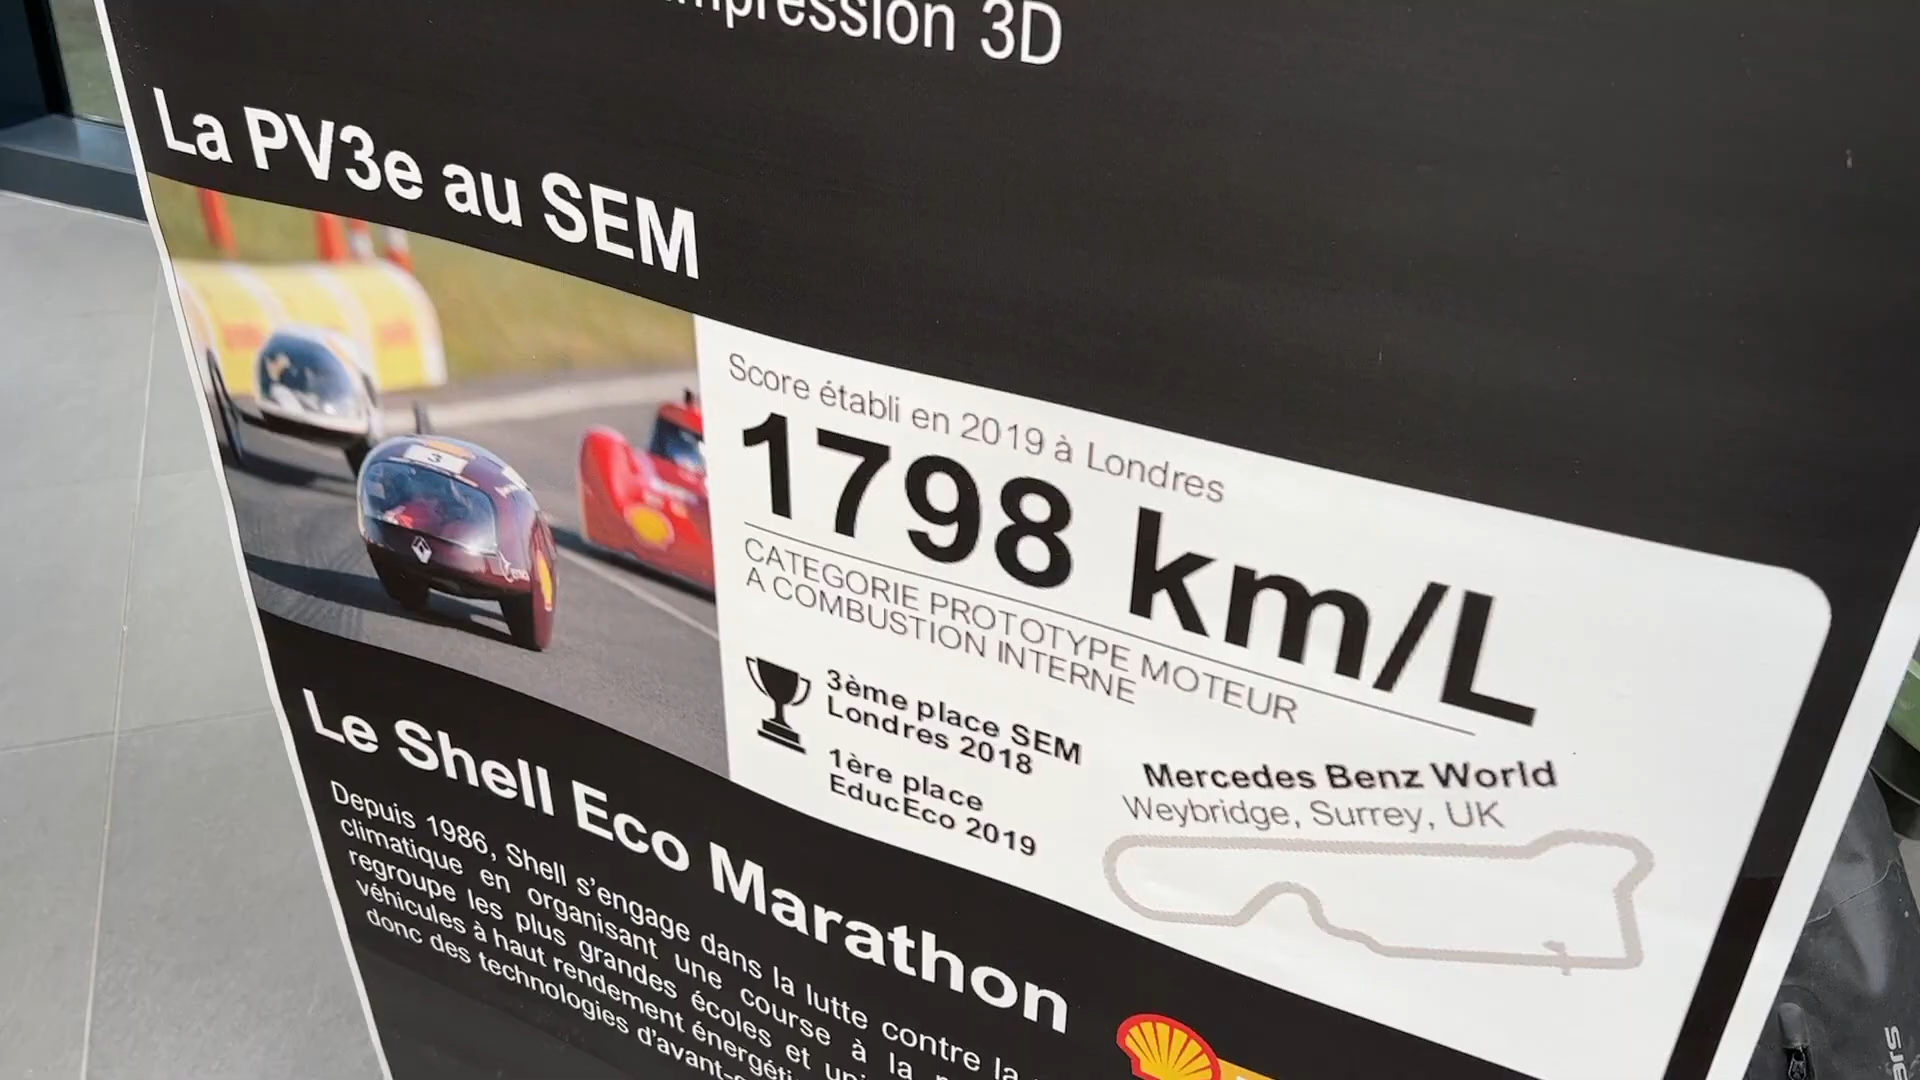 3D
La PV3e au SEM
3
Score établi en 2019 à Londres
1798 km/L
CATEGORIE PROTOTYPE MOTEUR
A COMBUSTION INTERNE
3ème place SEM
Londres 2018
1ère place
EducEco 2019
Mercedes Benz World
Weybridge, Surrey, UK
Le Shell Eco Marathon
Depuis 1986, Shell s'engage dans la lutte contre la
climatique en organisant une course à la
regroupe les plus grandes écoles et
véhicules à haut rendement
donc des technologies